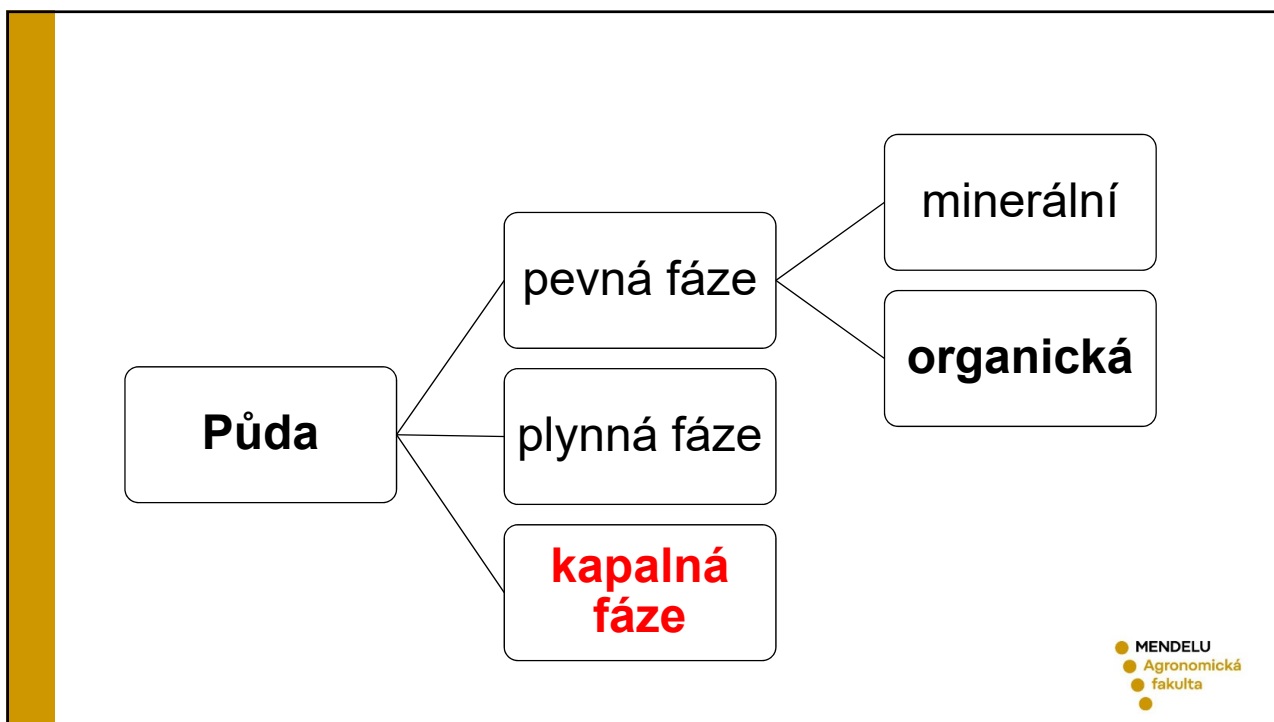 Půda
pevná fáze
plynná fáze
kapalná
fáze
minerální
organická
MENDELU
Agronomická
fakulta